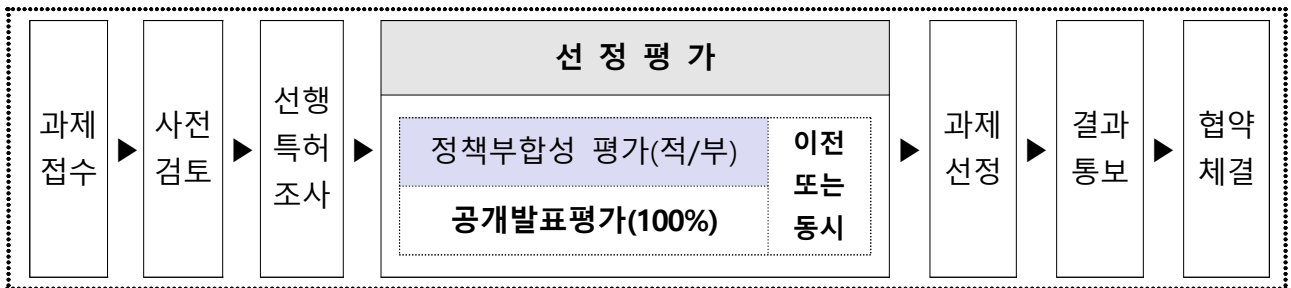 과제
접수
▶
사전
검토
▶
선행
특허
조사
▶
선 정 평 가
정책부합성 평가(적/부)
공개발표평가(100%)
이전
또는
동시
▶
과제
선정
▶
결과
통보
▶
협약
체결